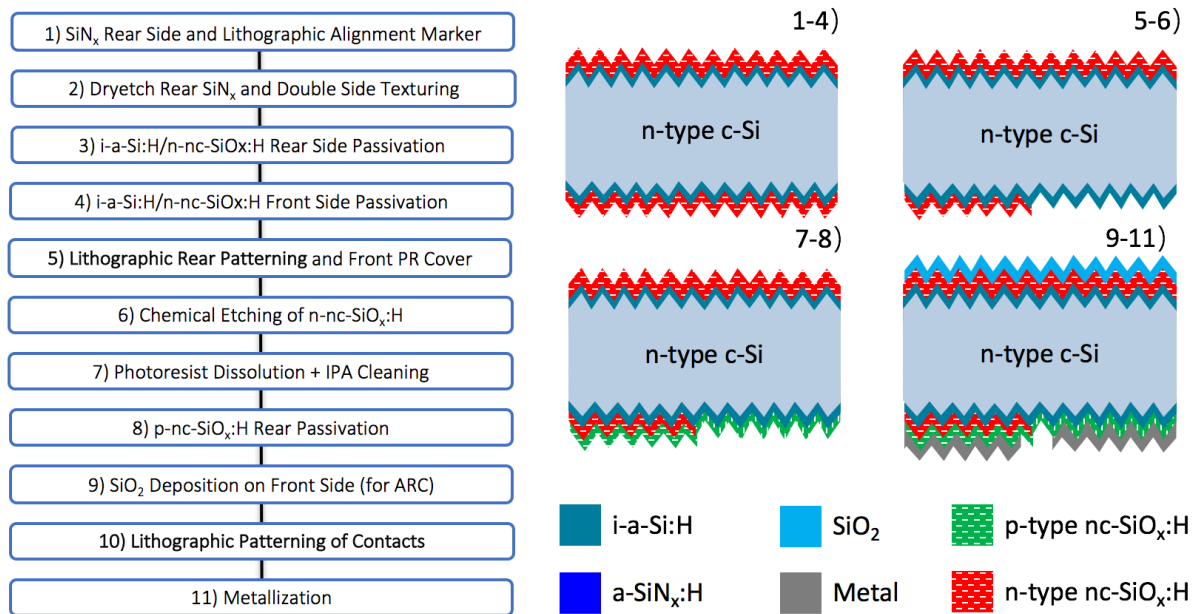 1) SiNₓ Rear Side and Lithographic Alignment Marker
2) Dryetch Rear SiNₓ and Double Side Texturing
3) i-a-Si:H/n-nc-SiOx:H Rear Side Passivation
4) i-a-Si:H/n-nc-SiOx:H Front Side Passivation
5) Lithographic Rear Patterning and Front PR Cover
6) Chemical Etching of n-nc-SiOₓ:H
7) Photoresist Dissolution + IPA Cleaning
8) p-nc-SiOₓ:H Rear Passivation
9) SiO₂ Deposition on Front Side (for ARC)
10) Lithographic Patterning of Contacts
11) Metallization
1-4)
n-type c-Si
5-6)
n-type c-Si
7-8)
n-type c-Si
9-11)
n-type c-Si
i-a-Si:H
SiO₂
p-type nc-SiOₓ:H
a-SiNₓ:H
Metal
n-type nc-SiOₓ:H